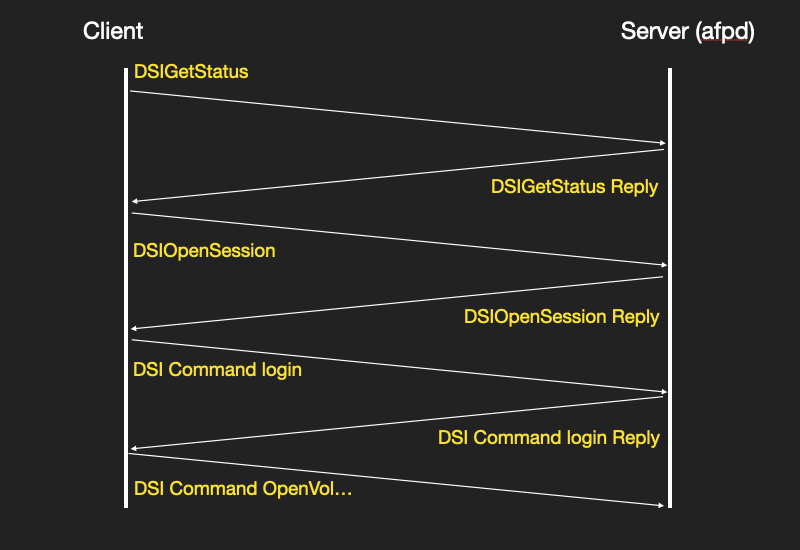 Client
Server (afpd)
DSIGetStatus
DSIGetStatus Reply
DSIOpenSession
DSIOpenSession Reply
DSI Command login
DSI Command login Reply
DSI Command OpenVol…